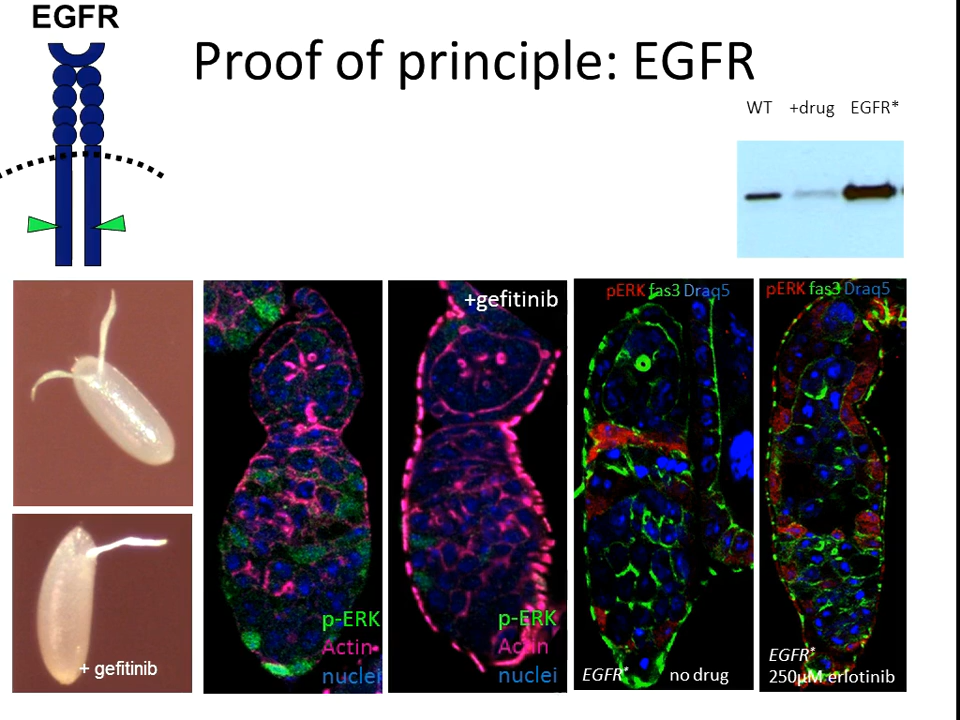 EGFR
Proof of principle: EGFR
WT +drug EGFR*
+ gefitinib
p-ERK
Actin
nuclei
+gefitinib
p-ERK
Actin
nuclei
pERK fas3 Draq5
EGFR* no drug
pERK fas3 Draq5
EGFR*
250µM erlotinib